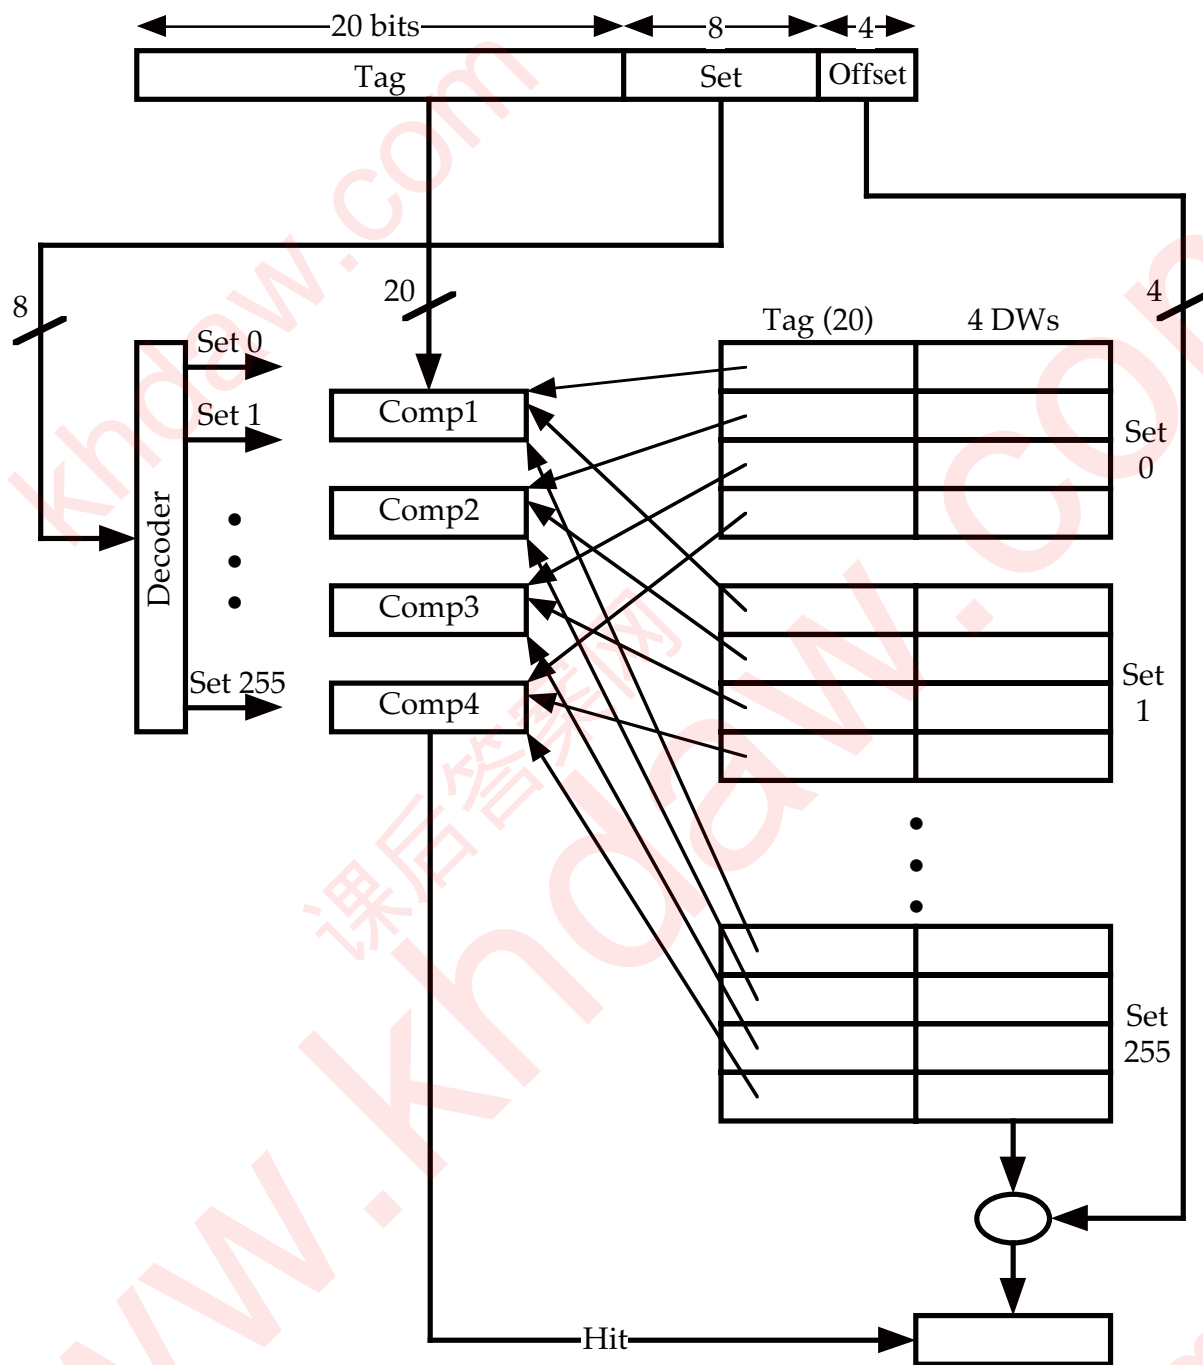 20 bits
8
4
Tag
Set
Offset
8
20
4
Tag (20)
4 DWs
Set 0
Set 1
Set 255
Decoder
Comp1
Comp2
Comp3
Comp4
Set
0
Set
1
Set
255
Hit
khdaw.com
课后答案网
www.khdaw.com